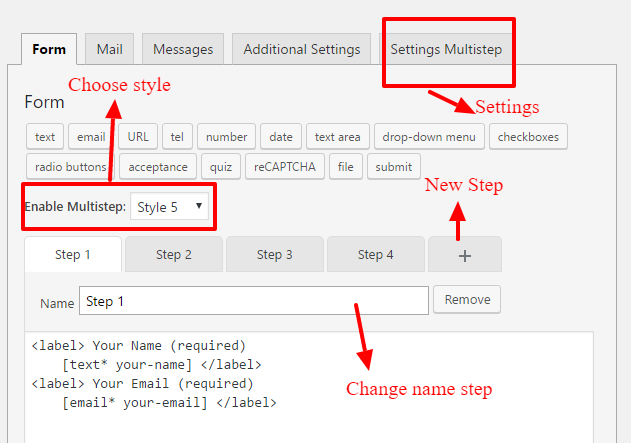 Form Mail Messages Additional Settings Settings Multistep
Choose style
Form
Settings
text email URL tel number date text area drop-down menu checkboxes
radio buttons acceptance quiz reCAPTCHA file submit
New Step
Enable Multistep: Style 5
Step 1 Step 2 Step 3 Step 4 +
Name Step 1 Remove
<label> Your Name (required)
[text* your-name] </label>
<label> Your Email (required)
[email* your-email] </label>
Change name step